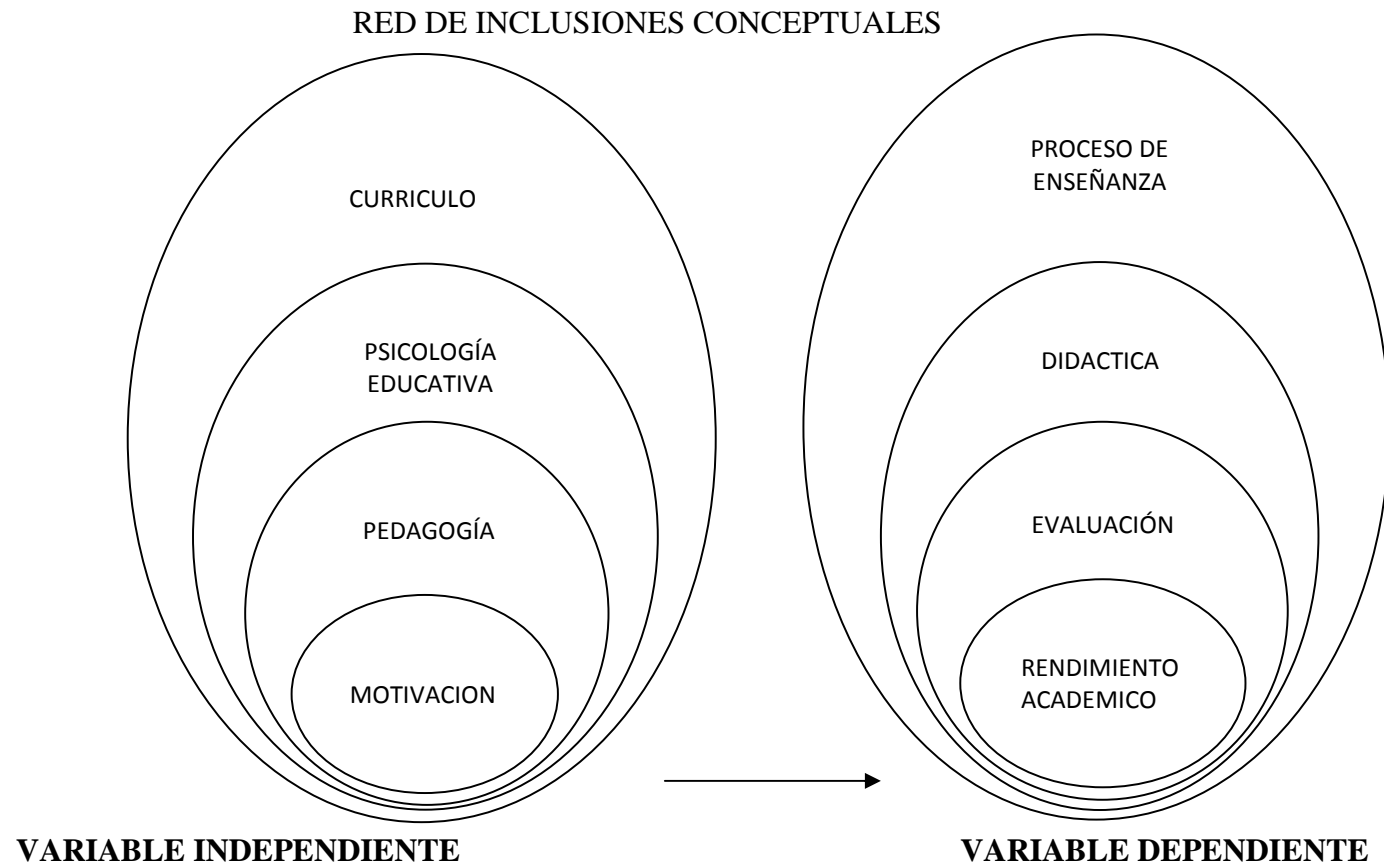 RED DE INCLUSIONES CONCEPTUALES
CURRICULO
PSICOLOGÍA
EDUCATIVA
PEDAGOGÍA
MOTIVACION
PROCESO DE
ENSEÑANZA
DIDACTICA
EVALUACIÓN
RENDIMIENTO
ACADEMICO
VARIABLE INDEPENDIENTE
VARIABLE DEPENDIENTE